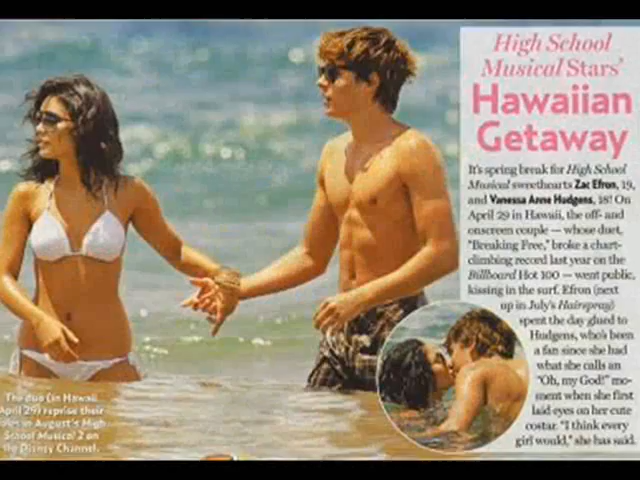 High School
Musical Stars'
Hawaiian
Getaway
It's spring break for High School
Musical sweethearts Zac Efron, 19,
and Vanessa Anne Hudgens, 18! On
April 29 in Hawaii, the off- and
onscreen couple — whose duet,
"Breaking Free," broke a chart-
climbing record last year on the
Billboard Hot 100 — went public,
kissing in the surf. Efron (next
up in July's Hairspray)
spent the day glued to
Hudgens, who's been
a fan since she had
what she calls an
"Oh, my God!" mo-
ment when she first
laid eyes on her cute
costar. "I think every
girl would," she has said.
The duo (in Hawaii
April 29) reprise their
roles in August's High
School Musical 2 on
the Disney Channel.